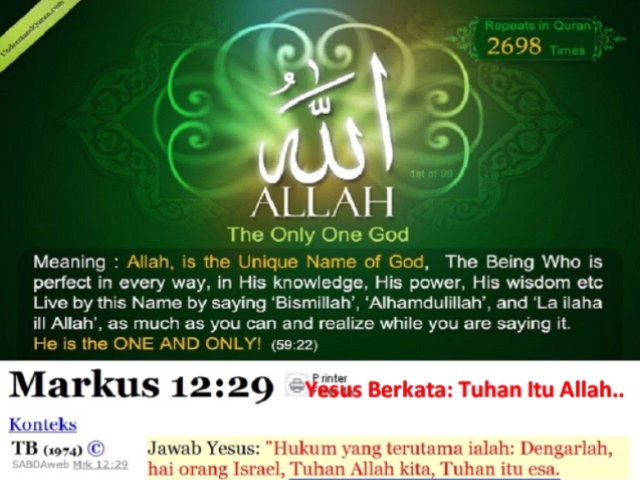 UnderstandQuran.com
Repeats in Quran
2698 Times
الله
1st of 99
ALLAH
The Only One God
Meaning : Allah, is the Unique Name of God, The Being Who is
perfect in every way, in His knowledge, His power, His wisdom etc
Live by this Name by saying ‘Bismillah’, ‘Alhamdulillah’, and ‘La ilaha
ill Allah’, as much as you can and realize while you are saying it.
He is the ONE AND ONLY! (59:22)
Markus 12:29
Printer
Yesus Berkata: Tuhan Itu Allah..
Konteks
TB (1974) ©
SABDAweb Mrk 12:29
Jawab Yesus: "Hukum yang terutama ialah: Dengarlah,
hai orang Israel, Tuhan Allah kita, Tuhan itu esa.